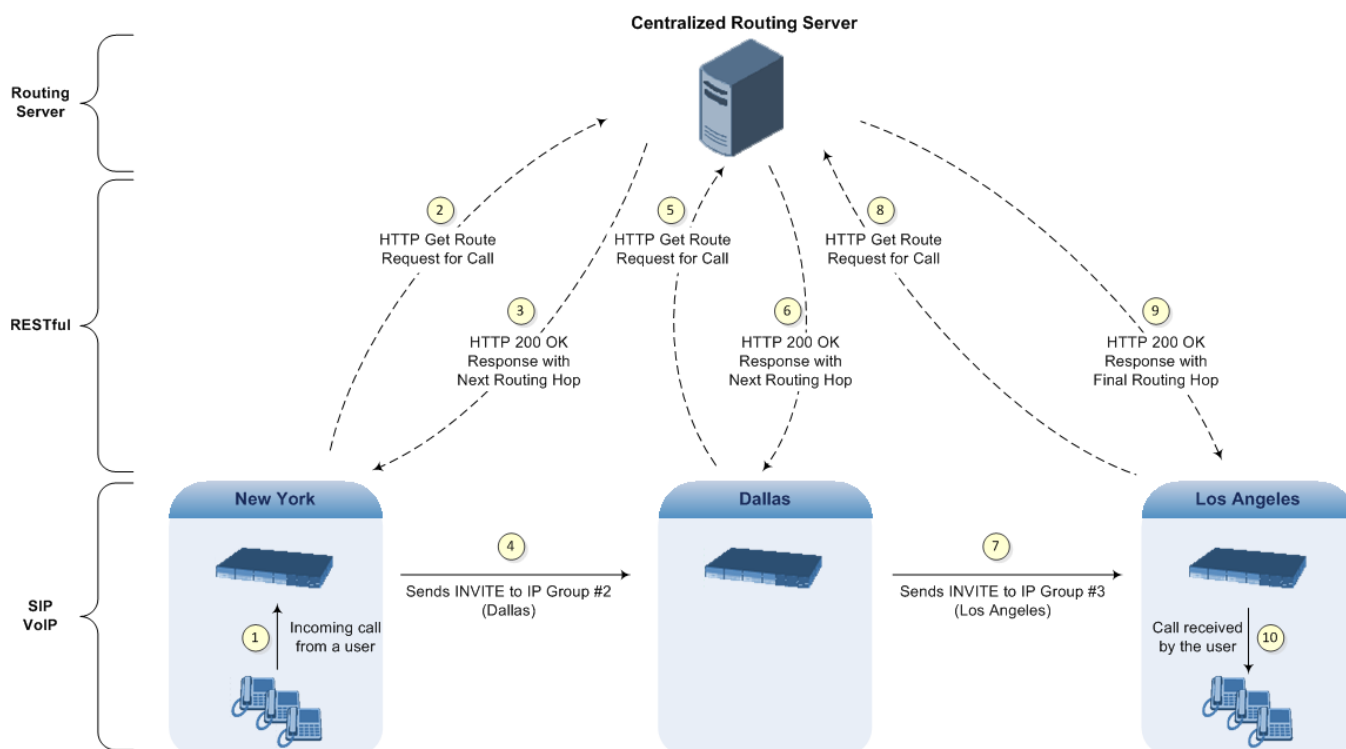 Centralized Routing Server
Routing
Server
2
HTTP Get Route
Request for Call
5
HTTP Get Route
Request for Call
8
HTTP Get Route
Request for Call
RESTful
3
HTTP 200 OK
Response with
Next Routing Hop
6
HTTP 200 OK
Response with
Next Routing Hop
9
HTTP 200 OK
Response with
Final Routing Hop
New York
Dallas
Los Angeles
4
Sends INVITE to IP Group #2
(Dallas)
7
Sends INVITE to IP Group #3
(Los Angeles)
SIP
VoIP
1
Incoming call
from a user
Call received
by the user
10